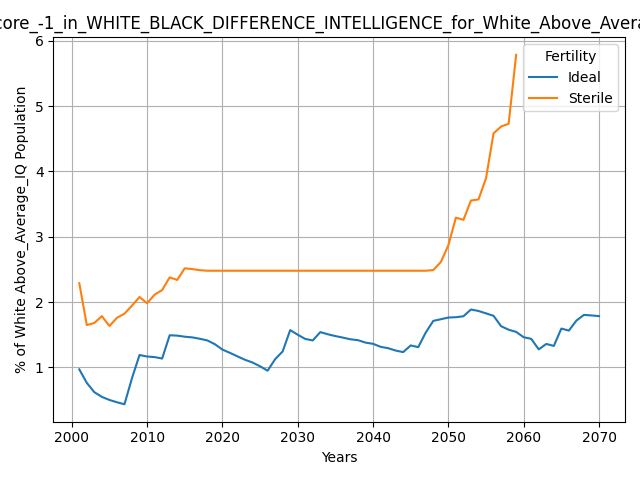 core_-1_in_WHITE_BLACK_DIFFERENCE_INTELLIGENCE_for_White_Above_Avera
Fertility
Ideal
Sterile
% of White Above_Average_IQ Population
6
5
4
3
2
1
2000 2010 2020 2030 2040 2050 2060 2070
Years